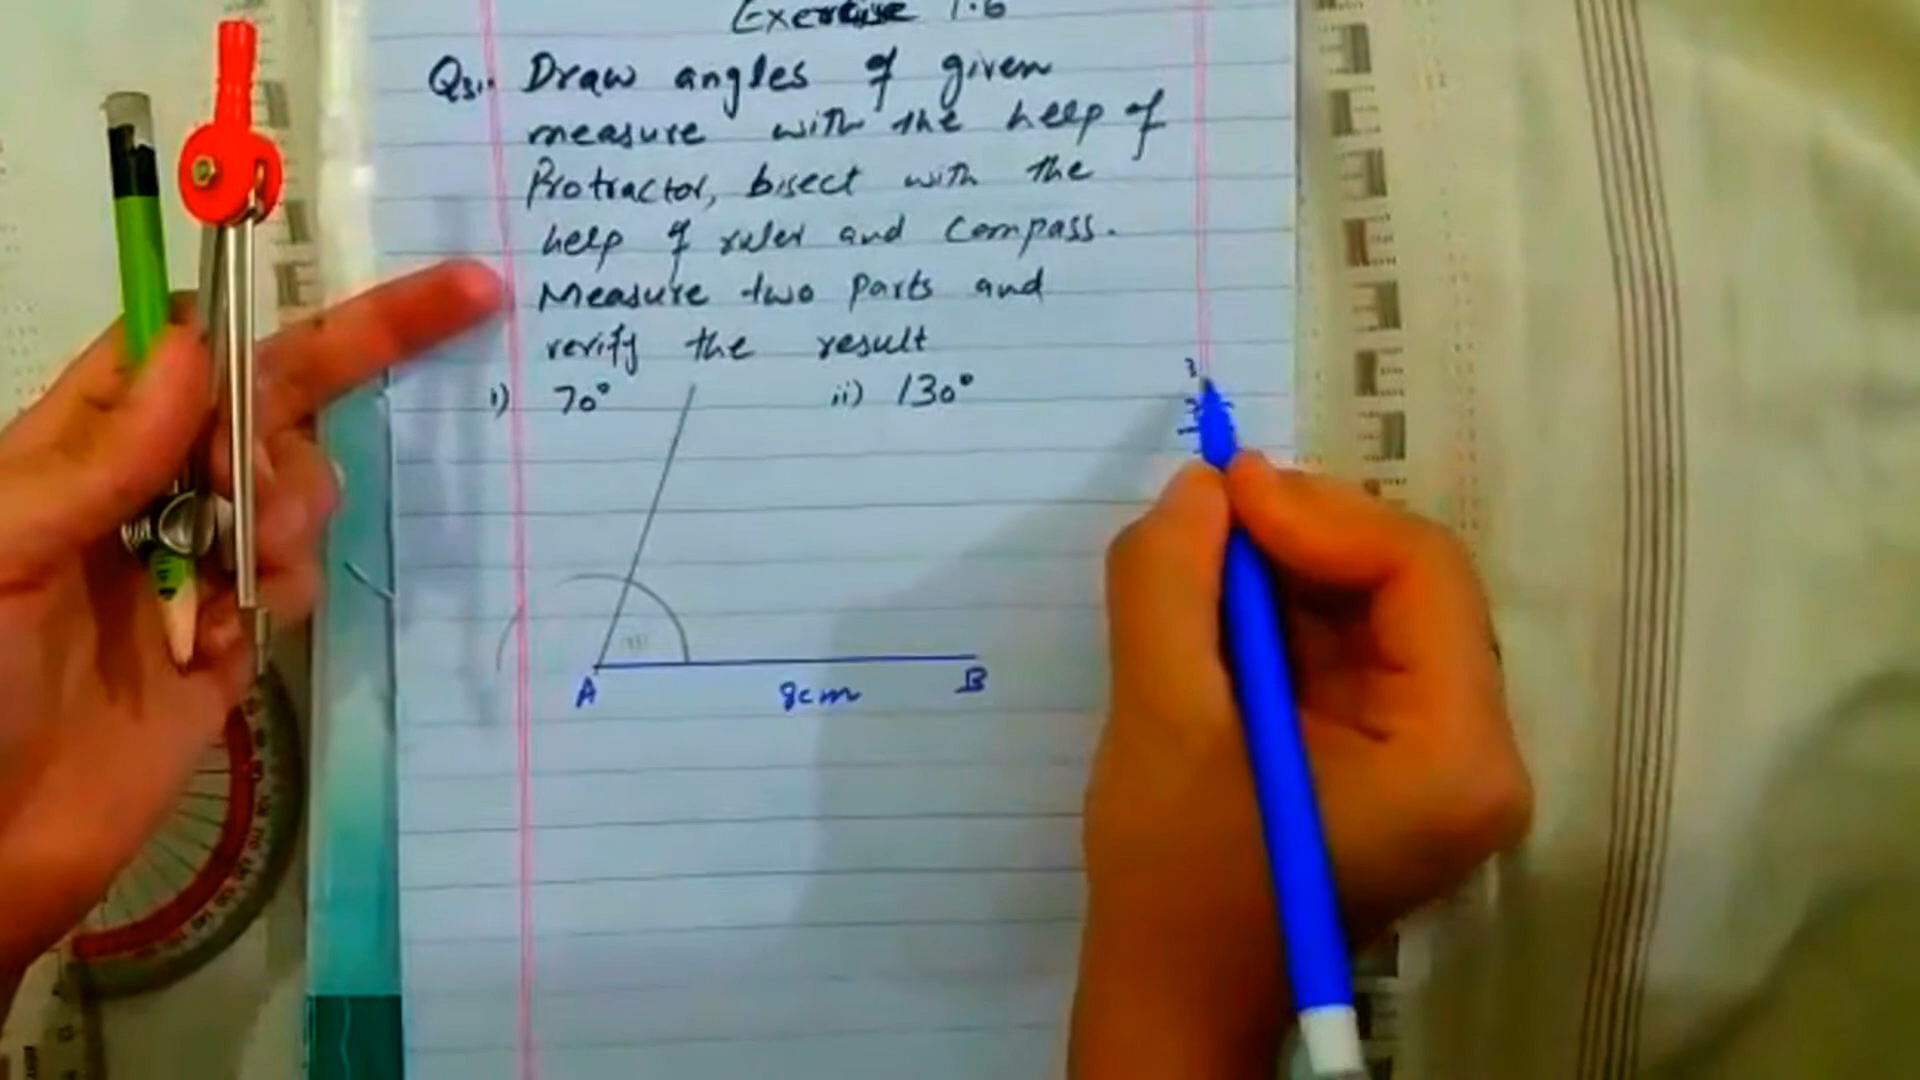 Exercise 1.6
Q3:. Draw angles of given
measure with the help of
Protractor, bisect with the
help of ruler and Compass.
Measure two parts and
verify the result
i) 70° ii) 130°
A 8cm B